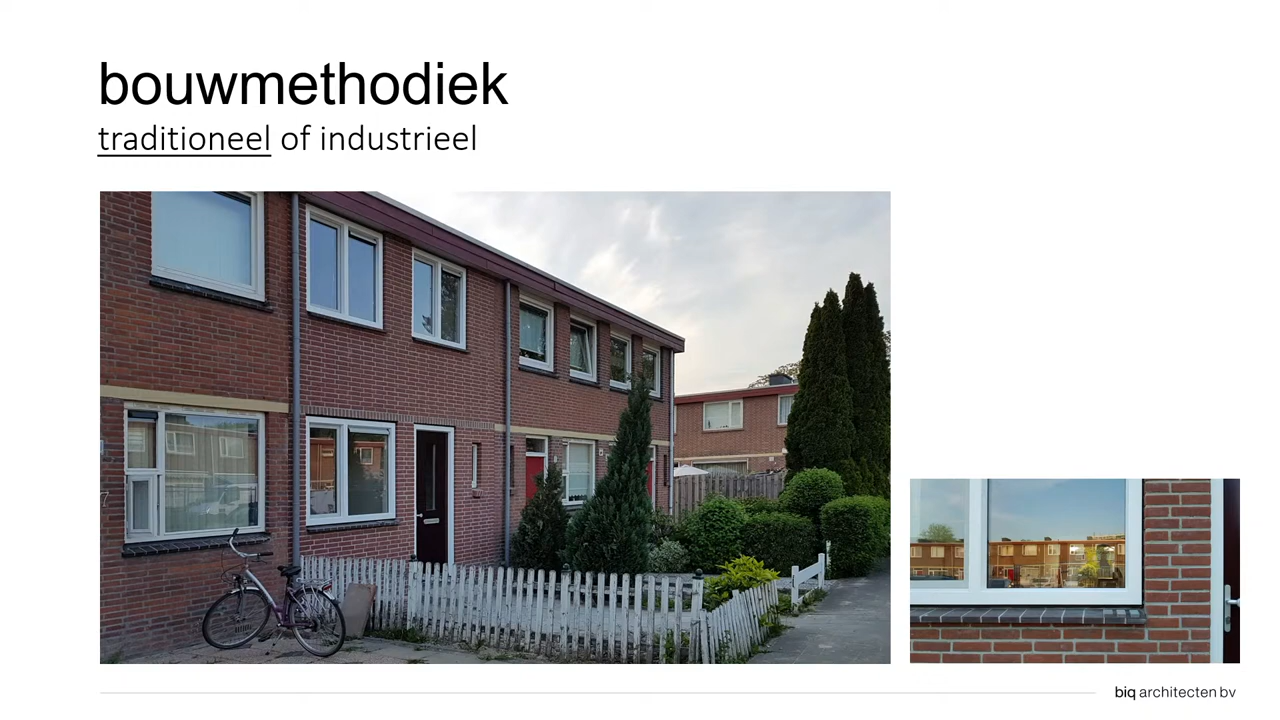 bouwmethodiek
traditioneel of industrieel
biq architecten bv